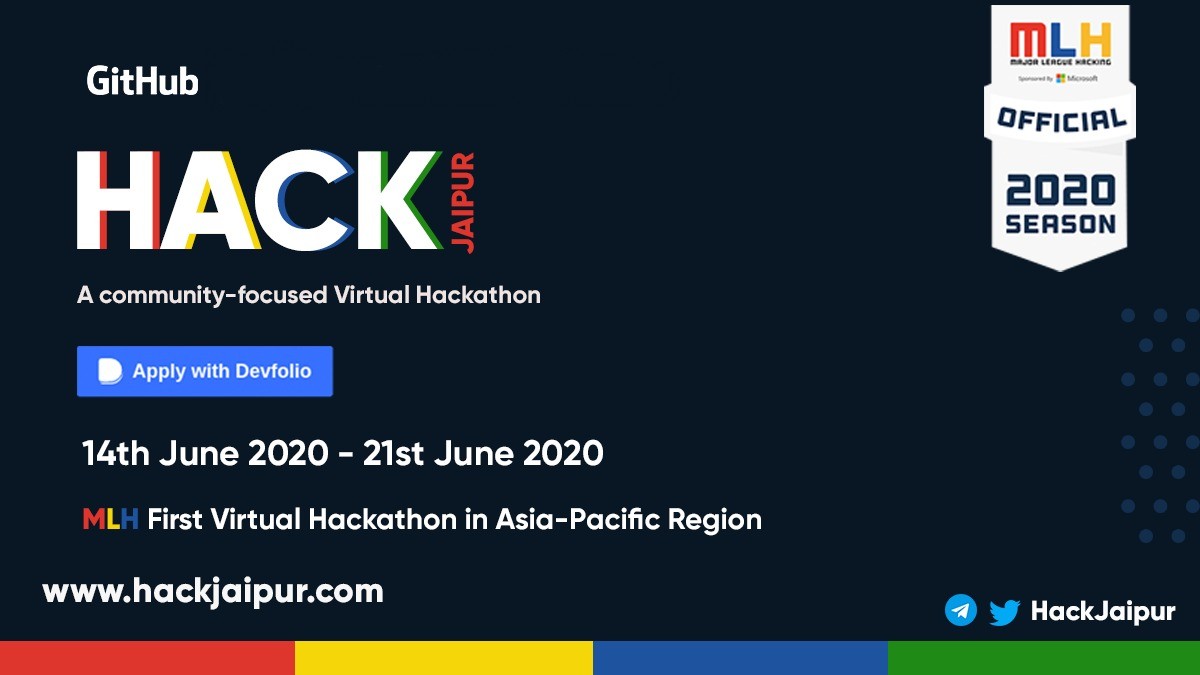 GitHub
HACK JAIPUR
A community-focused Virtual Hackathon
Apply with Devfolio
14th June 2020 - 21st June 2020
MLH First Virtual Hackathon in Asia-Pacific Region
www.hackjaipur.com
MLH
MAJOR LEAGUE HACKING
Sponsored By Microsoft
OFFICIAL
2020
SEASON
HackJaipur